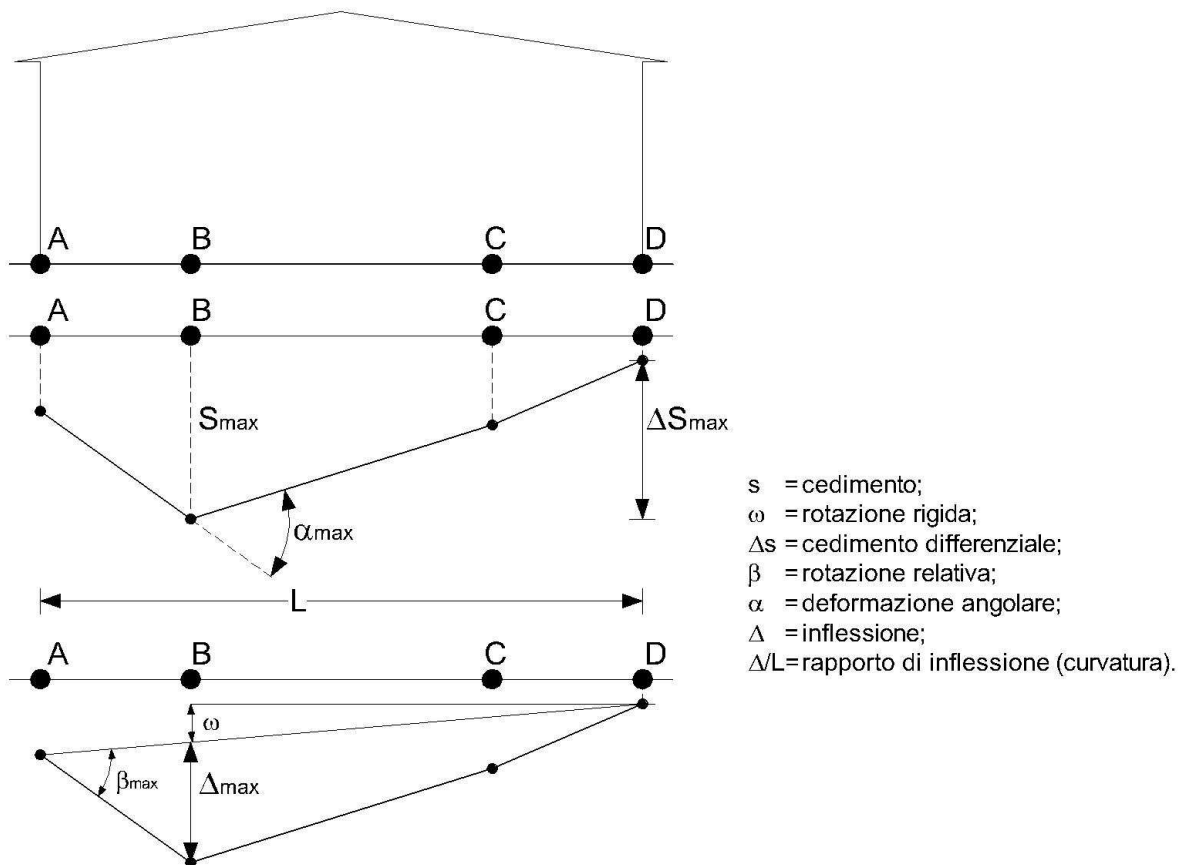 A B C D
A B C D
Smax
ΔSmax
αmax
L
s = cedimento;
ω = rotazione rigida;
Δs = cedimento differenziale;
β = rotazione relativa;
α = deformazione angolare;
Δ = inflessione;
Δ/L= rapporto di inflessione (curvatura).
A B C D
ω
βmax
Δmax